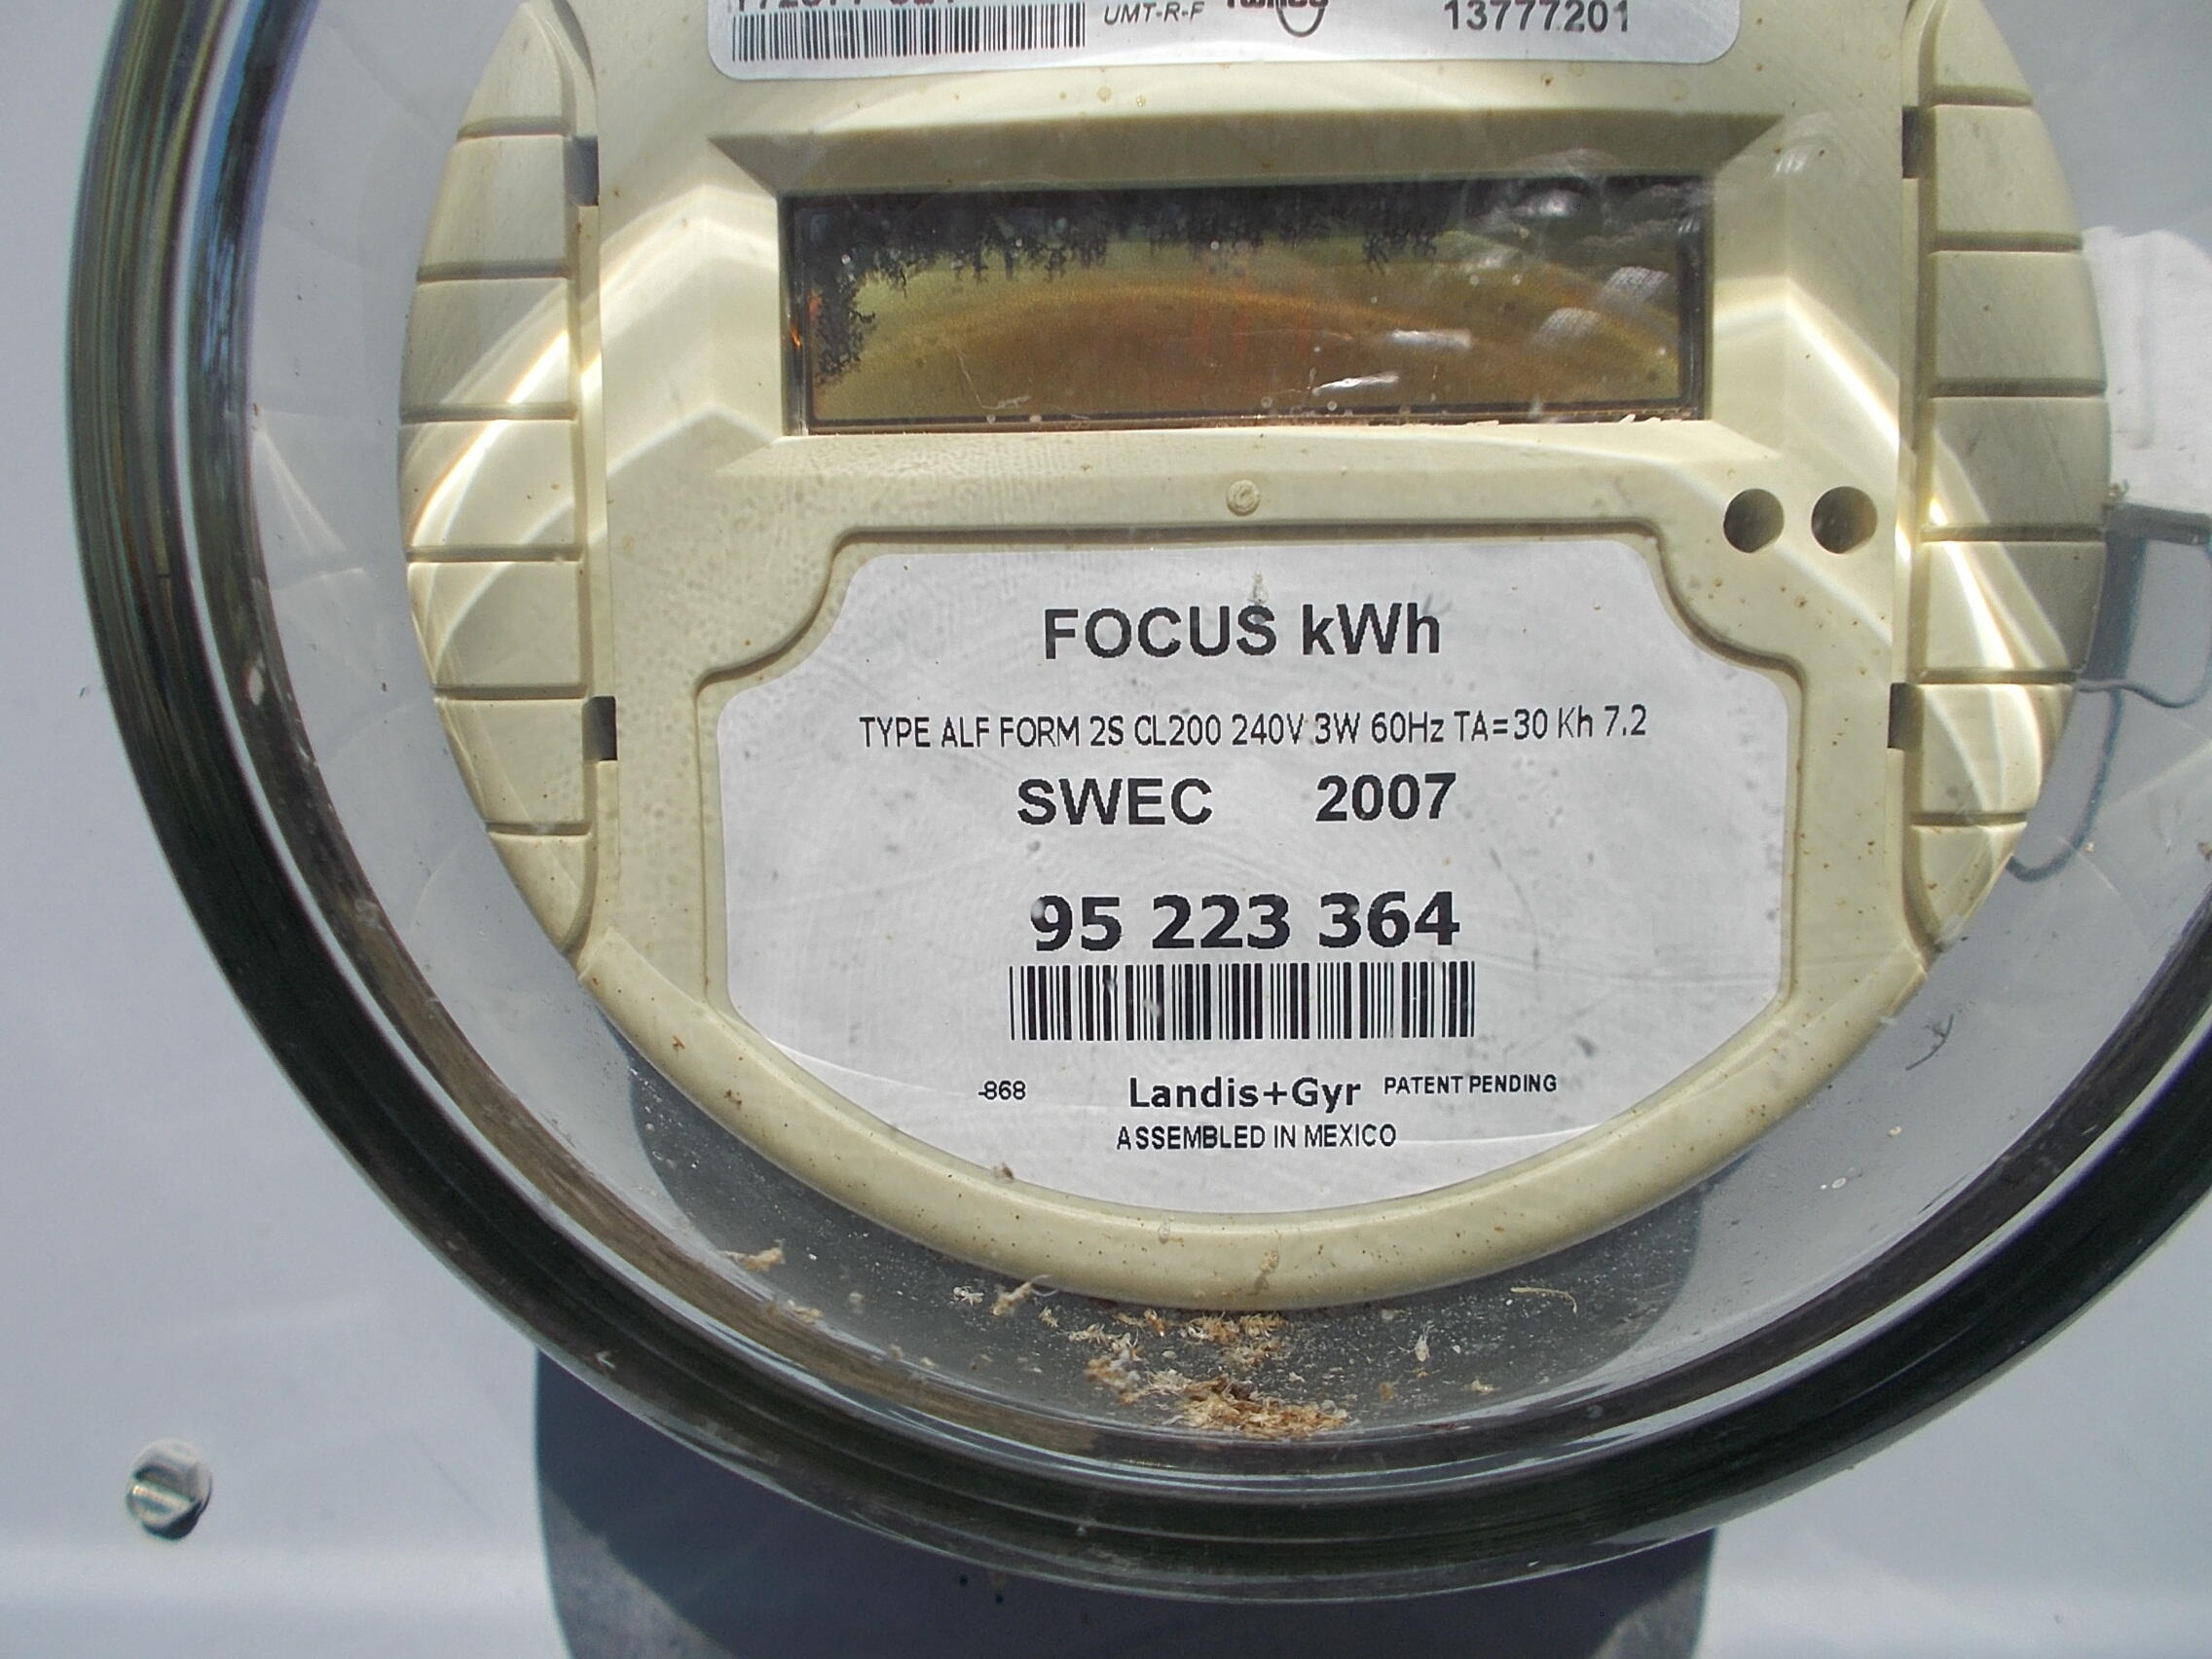 UMT-R-F 13777201
FOCUS kWh
TYPE ALF FORM 2S CL200 240V 3W 60Hz TA=30 Kh 7.2
SWEC 2007
95 223 364
-868 Landis+Gyr PATENT PENDING
ASSEMBLED IN MEXICO